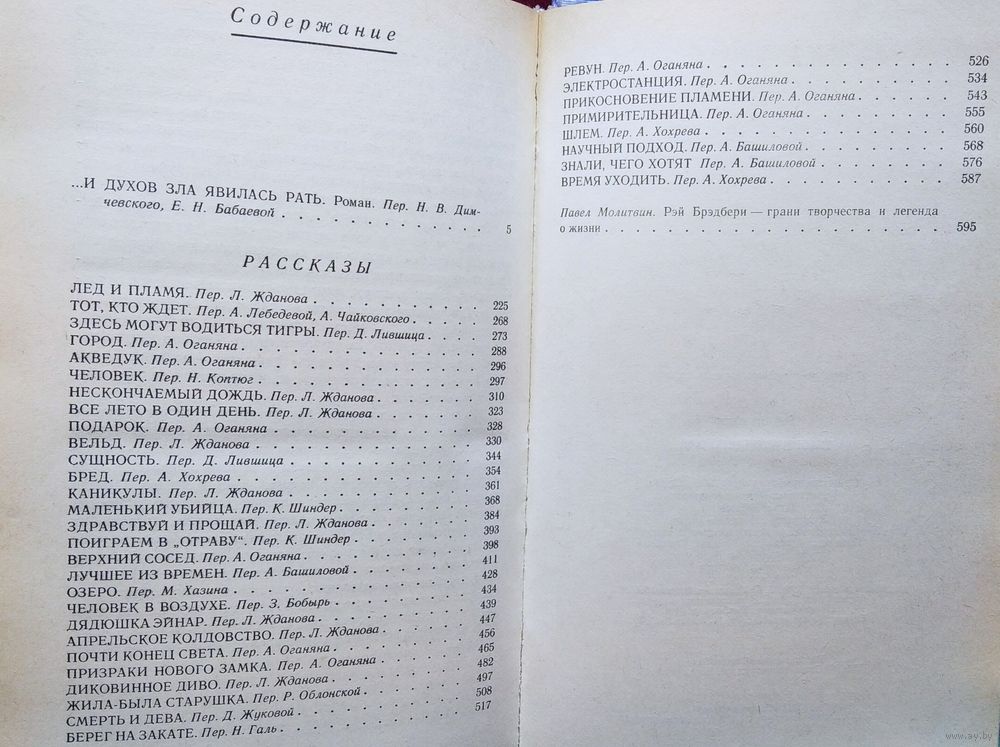 Содержание
...И ДУХОВ ЗЛА ЯВИЛАСЬ РАТЬ. Роман. Пер. Н. В. Дим-
чевского, Е. Н. Бабаевой . . . . . . . . 5
РАССКАЗЫ
ЛЕД И ПЛАМЯ. Пер. Л. Жданова . . . . . . . . 225
ТОТ, КТО ЖДЕТ. Пер. А. Лебедевой, А. Чайковского . . . . 268
ЗДЕСЬ МОГУТ ВОДИТЬСЯ ТИГРЫ. Пер. Д. Лившица . . . . 273
ГОРОД. Пер. А. Оганяна . . . . . . . . 288
АКВЕДУК. Пер. А. Оганяна . . . . . . . . 296
ЧЕЛОВЕК. Пер. Н. Коптюг . . . . . . . . 297
НЕСКОНЧАЕМЫЙ ДОЖДЬ. Пер. Л. Жданова . . . . . . 310
ВСЕ ЛЕТО В ОДИН ДЕНЬ. Пер. Л. Жданова . . . . . . 323
ПОДАРОК. Пер. А. Оганяна . . . . . . . . 328
ВЕЛЬД. Пер. Л. Жданова . . . . . . . . 330
СУЩНОСТЬ. Пер. Д. Лившица . . . . . . . . 344
БРЕД. Пер. А. Хохрева . . . . . . . . 354
КАНИКУЛЫ. Пер. Л. Жданова . . . . . . . . 361
МАЛЕНЬКИЙ УБИЙЦА. Пер. К. Шиндер . . . . . . 368
ЗДРАВСТВУЙ И ПРОЩАЙ. Пер. Л. Жданова . . . . . . 384
ПОИГРАЕМ В „ОТРАВУ“. Пер. К. Шиндер . . . . . . 393
ВЕРХНИЙ СОСЕД. Пер. А. Оганяна . . . . . . . . 398
ЛУЧШЕЕ ИЗ ВРЕМЕН. Пер. А. Башиловой . . . . . . 411
ОЗЕРО. Пер. М. Хазина . . . . . . . . 428
ЧЕЛОВЕК В ВОЗДУХЕ. Пер. З. Бобырь . . . . . . 434
ДЯДЮШКА ЭЙНАР. Пер. Л. Жданова . . . . . . 439
АПРЕЛЬСКОЕ КОЛДОВСТВО. Пер. Л. Жданова . . . . . 447
ПОЧТИ КОНЕЦ СВЕТА. Пер. А. Оганяна . . . . . . 456
ПРИЗРАКИ НОВОГО ЗАМКА. Пер. А. Оганяна . . . . . 465
ДИКОВИННОЕ ДИВО. Пер. Л. Жданова . . . . . . 482
ЖИЛА-БЫЛА СТАРУШКА. Пер. Р. Облонской . . . . . 497
СМЕРТЬ И ДЕВА. Пер. Д. Жуковой . . . . . . . 508
БЕРЕГ НА ЗАКАТЕ. Пер. Н. Галь . . . . . . . . 517
РЕВУН. Пер. А. Оганяна . . . . . . . . 526
ЭЛЕКТРОСТАНЦИЯ. Пер. А. Оганяна . . . . . . . 534
ПРИКОСНОВЕНИЕ ПЛАМЕНИ. Пер. А. Оганяна . . . . . 543
ПРИМИРИТЕЛЬНИЦА. Пер. А. Оганяна . . . . . . . 555
ШЛЕМ. Пер. А. Хохрева . . . . . . . . 560
НАУЧНЫЙ ПОДХОД. Пер. А. Башиловой . . . . . . . 568
ЗНАЛИ, ЧЕГО ХОТЯТ Пер. А. Башиловой . . . . . . 576
ВРЕМЯ УХОДИТЬ. Пер. А. Хохрева . . . . . . . . 587
Павел Молитвин. Рэй Брэдбери — грани творчества и легенда
о жизни . . . . . . . . . . . . 595
www.ay.by